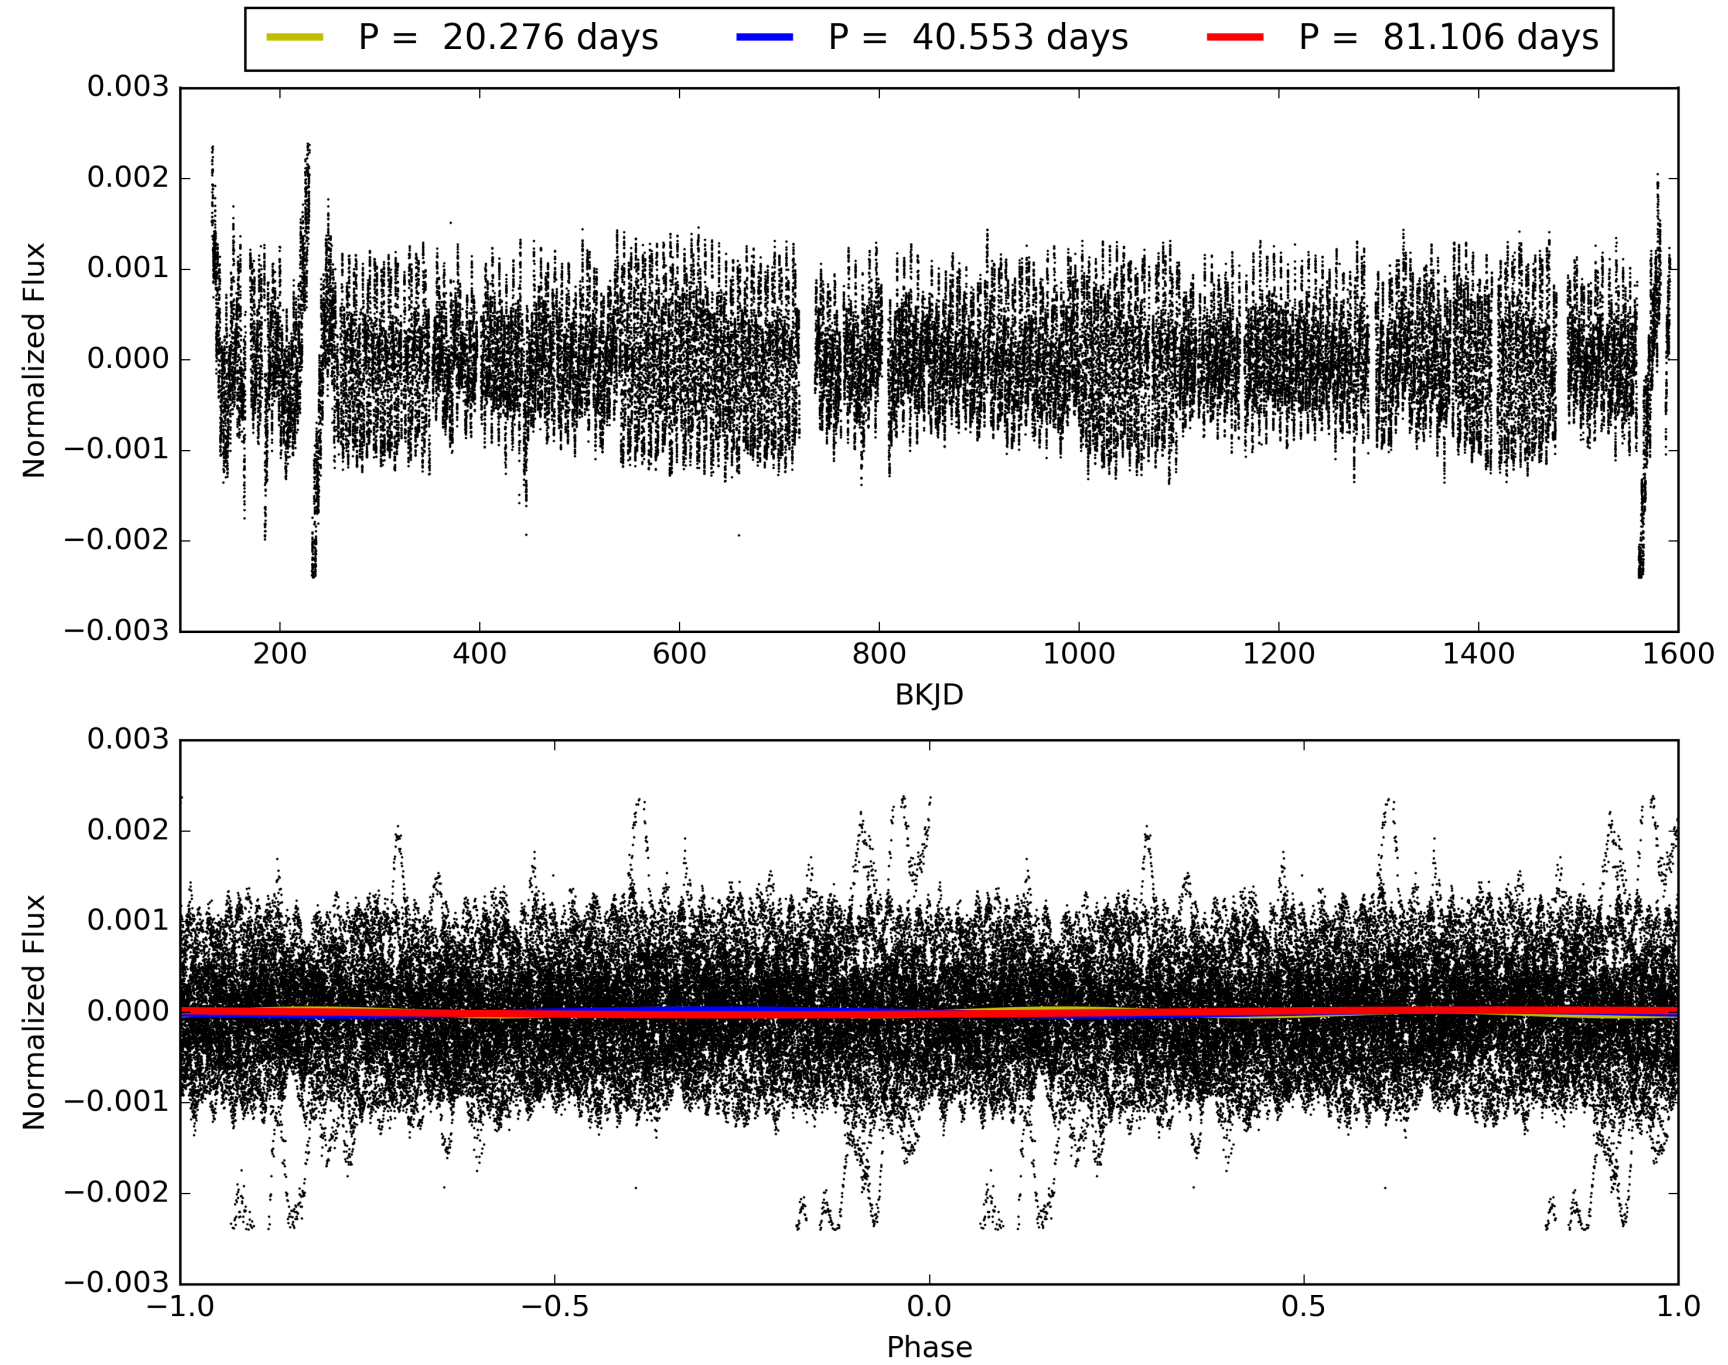 P = 20.276 days P = 40.553 days P = 81.106 days
0.003
0.002
0.001
0.000
−0.001
−0.002
−0.003
Normalized Flux
200 400 600 800 1000 1200 1400 1600
BKJD
0.003
0.002
0.001
0.000
−0.001
−0.002
−0.003
Normalized Flux
−1.0 −0.5 0.0 0.5 1.0
Phase